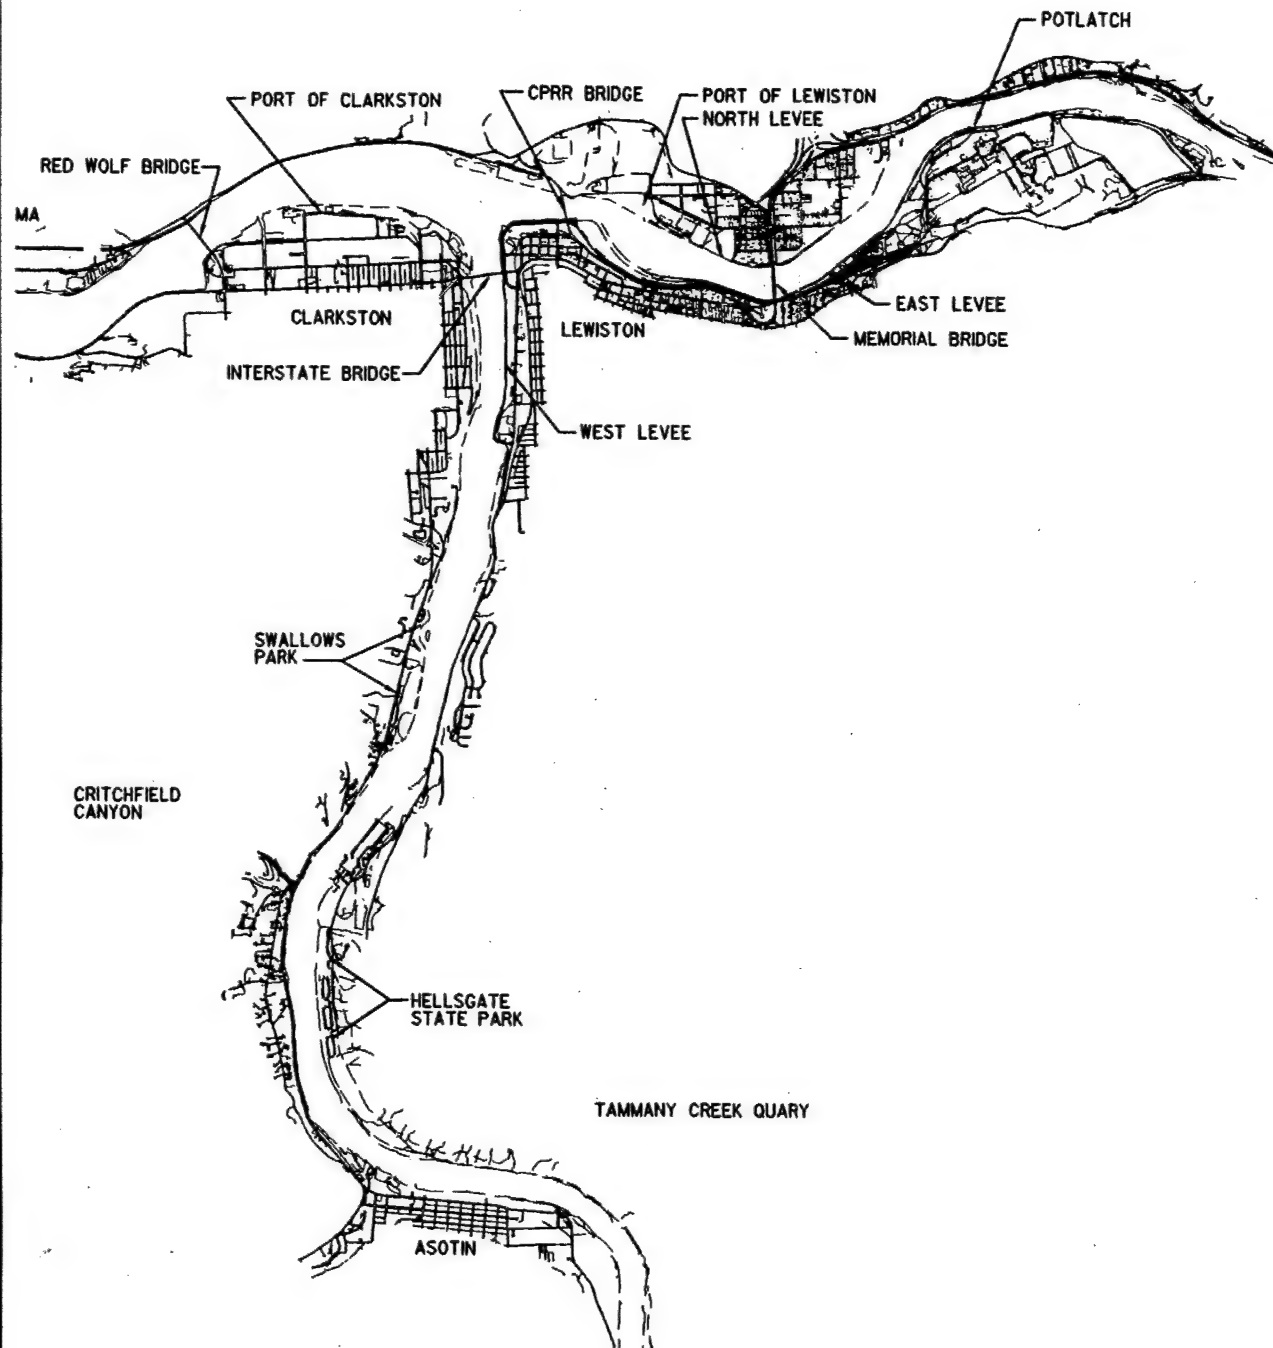 POTLATCH
PORT OF CLARKSTON
CPRR BRIDGE
PORT OF LEWISTON
NORTH LEVEE
RED WOLF BRIDGE
MA
CLARKSTON
LEWISTON
EAST LEVEE
MEMORIAL BRIDGE
INTERSTATE BRIDGE
WEST LEVEE
SWALLOWS
PARK
CRITCHFIELD
CANYON
HELLSGATE
STATE PARK
TAMMANY CREEK QUARY
ASOTIN